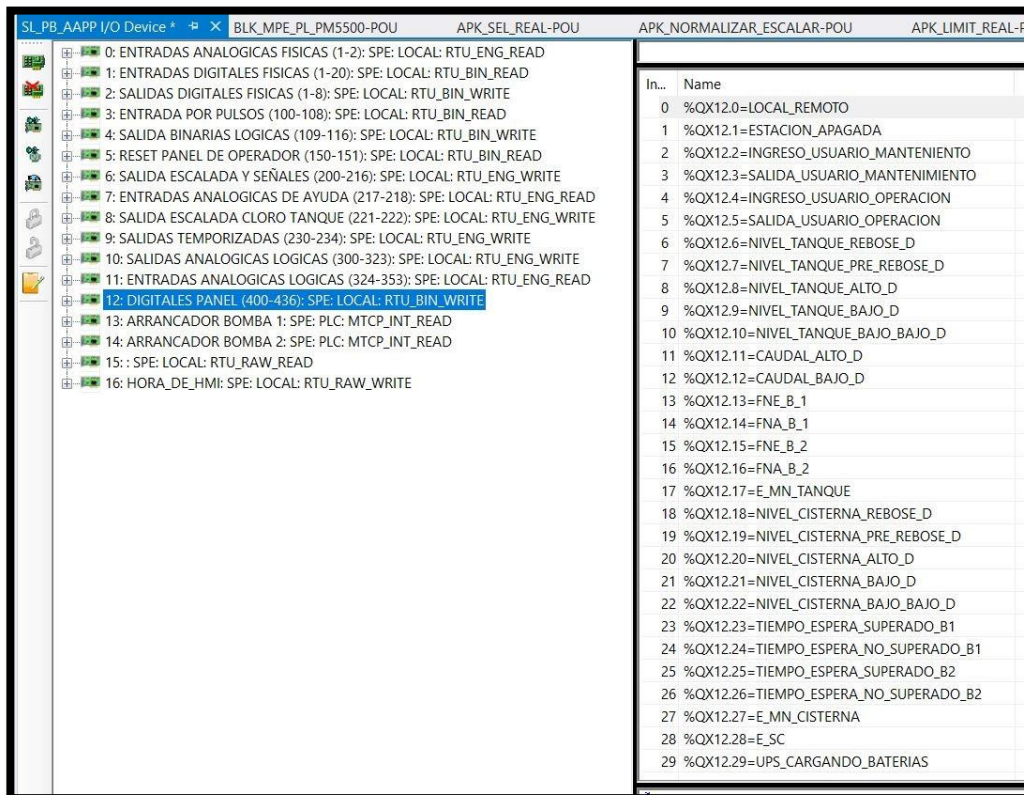 SL_PB_AAPP I/O Device * BLK_MPE_PL_PM5500-POU APK_SEL_REAL-POU APK_NORMALIZAR_ESCALAR-POU APK_LIMIT_REAL-P
0: ENTRADAS ANALOGICAS FISICAS (1-2): SPE: LOCAL: RTU_ENG_READ
1: ENTRADAS DIGITALES FISICAS (1-20): SPE: LOCAL: RTU_BIN_READ
2: SALIDAS DIGITALES FISICAS (1-8): SPE: LOCAL: RTU_BIN_WRITE
3: ENTRADA POR PULSOS (100-108): SPE: LOCAL: RTU_BIN_READ
4: SALIDA BINARIAS LOGICAS (109-116): SPE: LOCAL: RTU_BIN_WRITE
5: RESET PANEL DE OPERADOR (150-151): SPE: LOCAL: RTU_BIN_READ
6: SALIDA ESCALADA Y SEÑALES (200-216): SPE: LOCAL: RTU_ENG_WRITE
7: ENTRADAS ANALOGICAS DE AYUDA (217-218): SPE: LOCAL: RTU_ENG_READ
8: SALIDA ESCALADA CLORO TANQUE (221-222): SPE: LOCAL: RTU_ENG_WRITE
9: SALIDAS TEMPORIZADAS (230-234): SPE: LOCAL: RTU_ENG_WRITE
10: SALIDAS ANALOGICAS LOGICAS (300-323): SPE: LOCAL: RTU_ENG_WRITE
11: ENTRADAS ANALOGICAS LOGICAS (324-353): SPE: LOCAL: RTU_ENG_READ
12: DIGITALES PANEL (400-436): SPE: LOCAL: RTU_BIN_WRITE
13: ARRANCADOR BOMBA 1: SPE: PLC: MTCP_INT_READ
14: ARRANCADOR BOMBA 2: SPE: PLC: MTCP_INT_READ
15: : SPE: LOCAL: RTU_RAW_READ
16: HORA_DE_HMI: SPE: LOCAL: RTU_RAW_WRITE
In... Name
0 %QX12.0=LOCAL_REMOTO
1 %QX12.1=ESTACION_APAGADA
2 %QX12.2=INGRESO_USUARIO_MANTENIENTO
3 %QX12.3=SALIDA_USUARIO_MANTENIMIENTO
4 %QX12.4=INGRESO_USUARIO_OPERACION
5 %QX12.5=SALIDA_USUARIO_OPERACION
6 %QX12.6=NIVEL_TANQUE_REBOSE_D
7 %QX12.7=NIVEL_TANQUE_PRE_REBOSE_D
8 %QX12.8=NIVEL_TANQUE_ALTO_D
9 %QX12.9=NIVEL_TANQUE_BAJO_D
10 %QX12.10=NIVEL_TANQUE_BAJO_BAJO_D
11 %QX12.11=CAUDAL_ALTO_D
12 %QX12.12=CAUDAL_BAJO_D
13 %QX12.13=FNE_B_1
14 %QX12.14=FNA_B_1
15 %QX12.15=FNE_B_2
16 %QX12.16=FNA_B_2
17 %QX12.17=E_MN_TANQUE
18 %QX12.18=NIVEL_CISTERNA_REBOSE_D
19 %QX12.19=NIVEL_CISTERNA_PRE_REBOSE_D
20 %QX12.20=NIVEL_CISTERNA_ALTO_D
21 %QX12.21=NIVEL_CISTERNA_BAJO_D
22 %QX12.22=NIVEL_CISTERNA_BAJO_BAJO_D
23 %QX12.23=TIEMPO_ESPERA_SUPERADO_B1
24 %QX12.24=TIEMPO_ESPERA_NO_SUPERADO_B1
25 %QX12.25=TIEMPO_ESPERA_SUPERADO_B2
26 %QX12.26=TIEMPO_ESPERA_NO_SUPERADO_B2
27 %QX12.27=E_MN_CISTERNA
28 %QX12.28=E_SC
29 %QX12.29=UPS_CARGANDO_BATERIAS